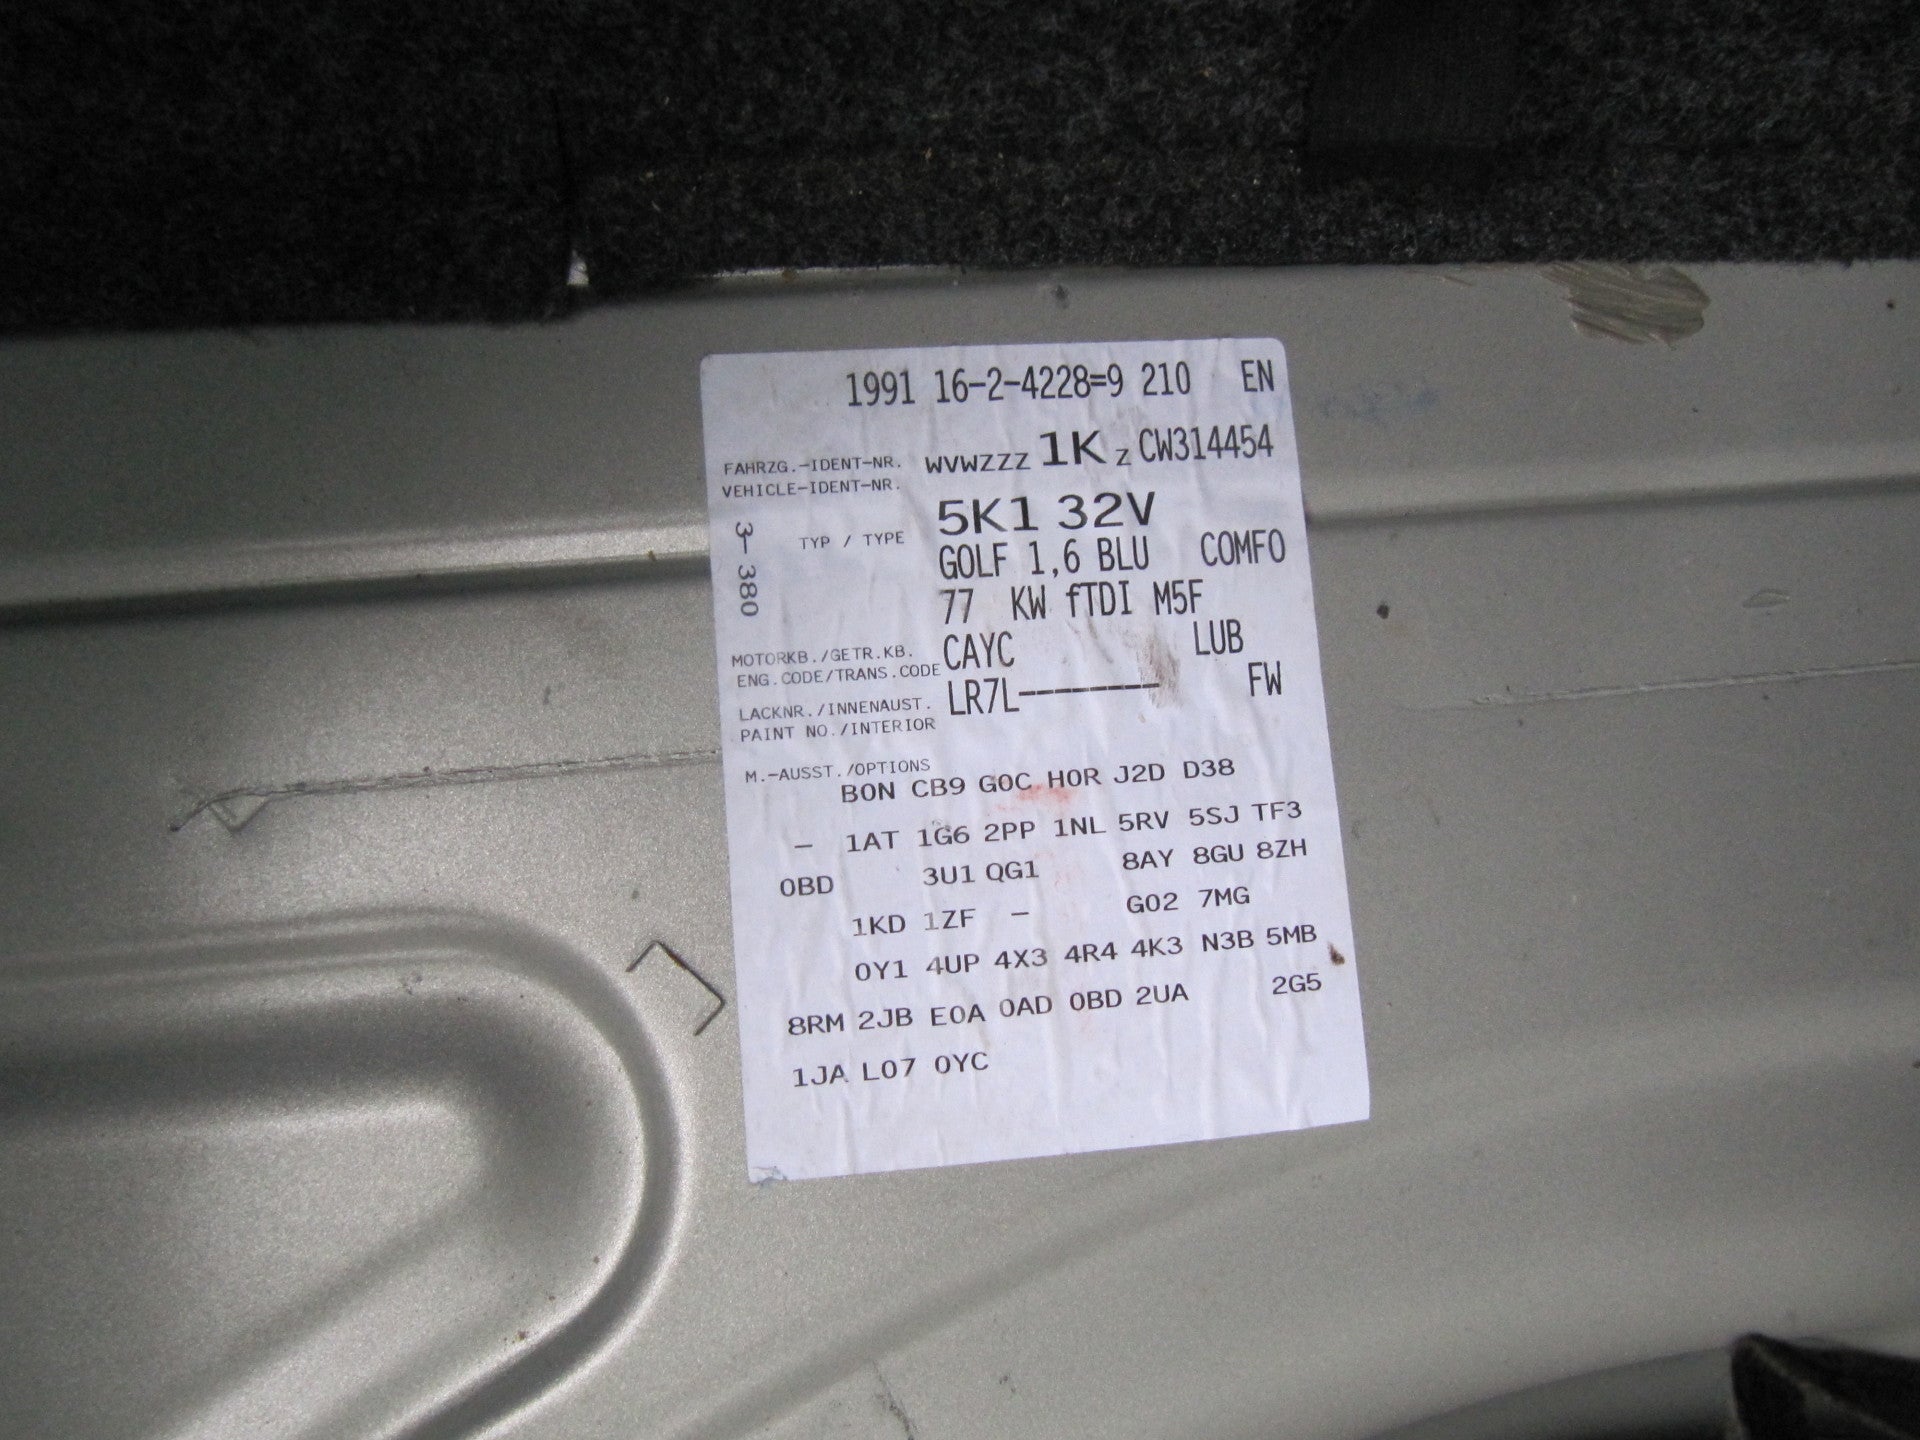 1991 16-2-4228=9 210 EN
FAHRZG.-IDENT-NR. WVWZZZ 1K Z CW314454
VEHICLE-IDENT-NR.
3- 380
TYP / TYPE 5K1 32V
GOLF 1,6 BLU COMFO
77 KW fTDI M5F
MOTORKB./GETR.KB. CAYC LUB
ENG.CODE/TRANS.CODE
LACKNR./INNENAUST. LR7L-------- FW
PAINT NO./INTERIOR
M.-AUSST./OPTIONS
B0N CB9 G0C H0R J2D D38
- 1AT 1G6 2PP 1NL 5RV 5SJ TF3
0BD 3U1 QG1 8AY 8GU 8ZH
1KD 1ZF - G02 7MG
0Y1 4UP 4X3 4R4 4K3 N3B 5MB
8RM 2JB E0A 0AD 0BD 2UA 2G5
1JA L07 0YC